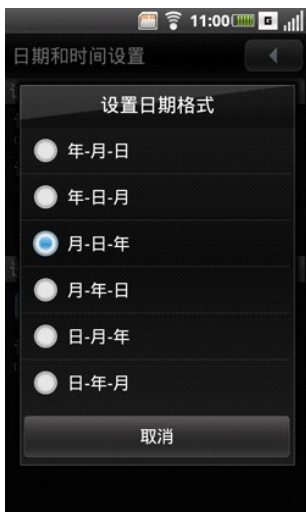 11:00
G
日期和时间设置
设置日期格式
年-月-日
年-日-月
月-日-年
月-年-日
日-月-年
日-年-月
取消